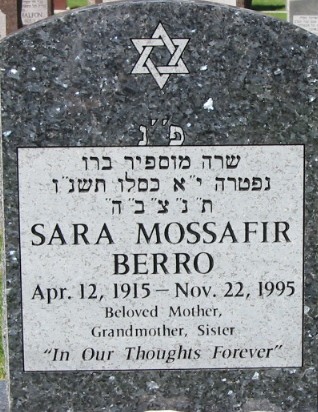 פ״נ
שרה מוספיר ברו
נפטרה י״א כסלו תשנ״ו
ת״נ״צ״ב״ה
SARA MOSSAFIR
BERRO
Apr. 12, 1915 – Nov. 22, 1995
Beloved Mother,
Grandmother, Sister
"In Our Thoughts Forever"